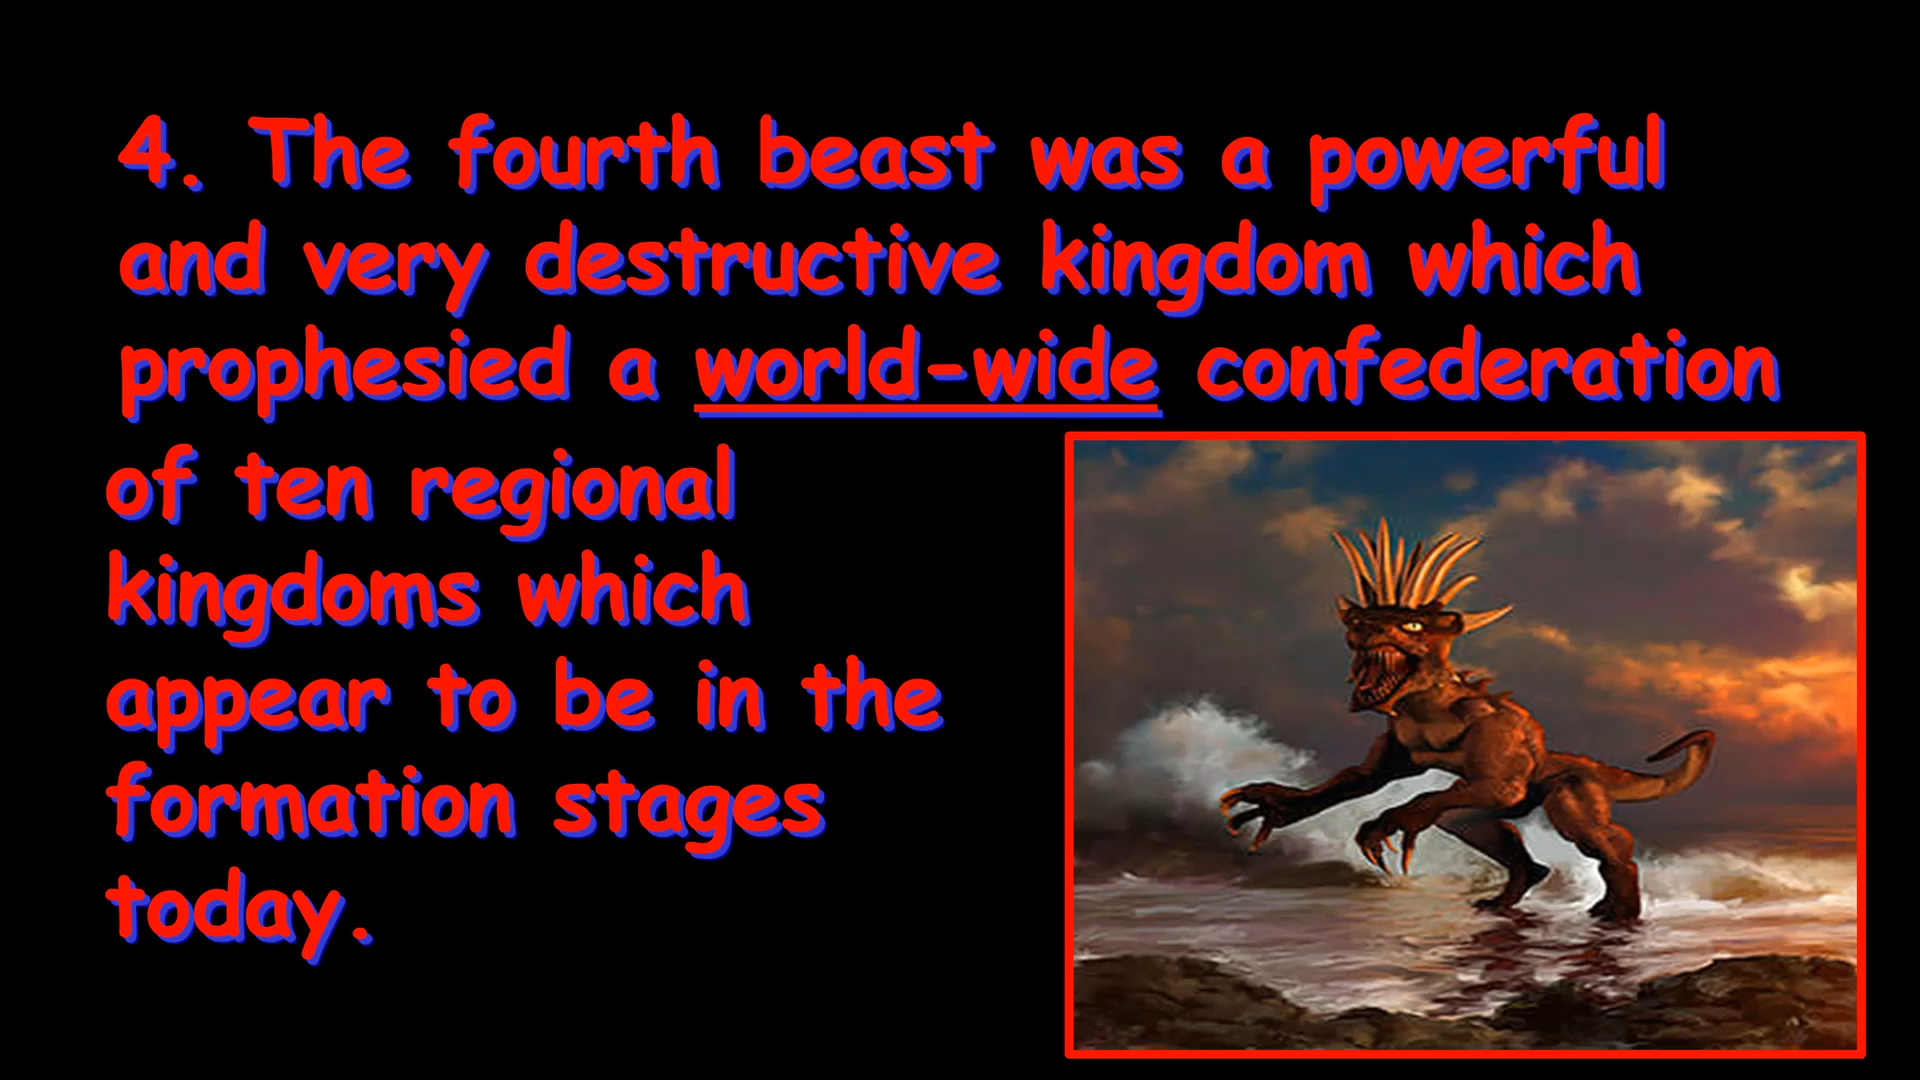 4. The fourth beast was a powerful
and very destructive kingdom which
prophesied a world-wide confederation
of ten regional
kingdoms which
appear to be in the
formation stages
today.